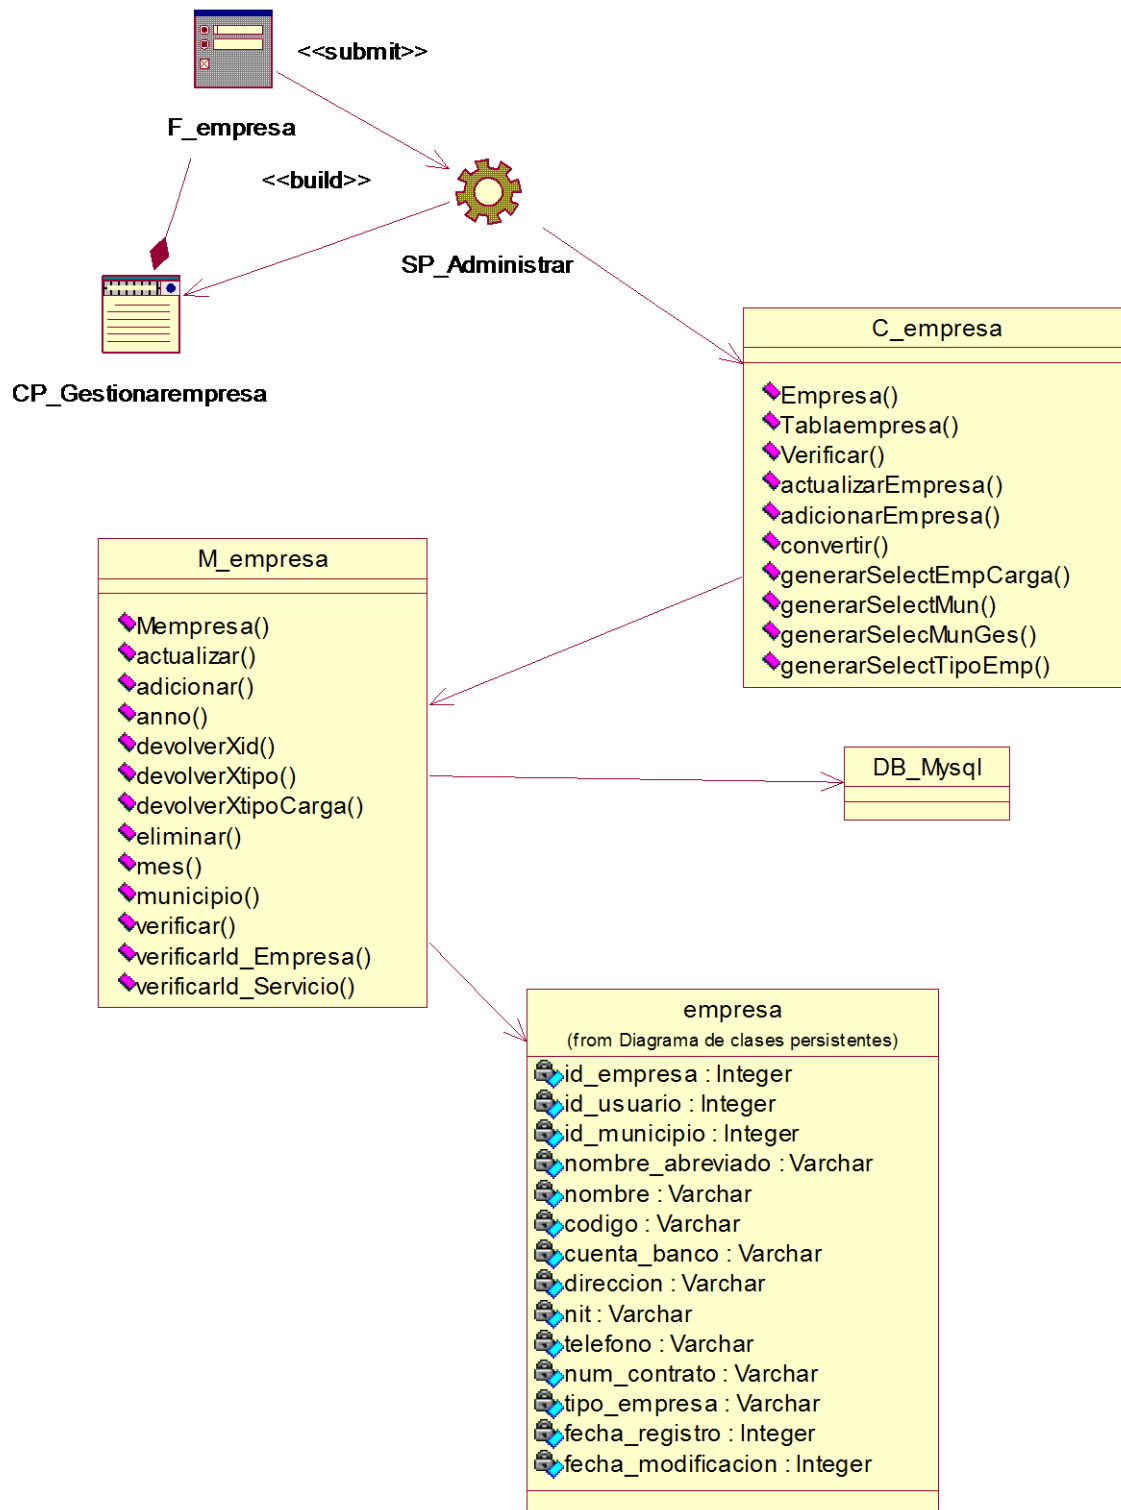 <<submit>>
F_empresa
<<build>>
SP_Administrar
CP_Gestionarempresa
C_empresa
Empresa()
Tablaempresa()
Verificar()
actualizarEmpresa()
adicionarEmpresa()
convertir()
generarSelectEmpCarga()
generarSelectMun()
generarSelecMunGes()
generarSelectTipoEmp()
M_empresa
Mempresa()
actualizar()
adicionar()
anno()
devolverXid()
devolverXtipo()
devolverXtipoCarga()
eliminar()
mes()
municipio()
verificar()
verificarId_Empresa()
verificarId_Servicio()
DB_Mysql
empresa
(from Diagrama de clases persistentes)
id_empresa : Integer
id_usuario : Integer
id_municipio : Integer
nombre_abreviado : Varchar
nombre : Varchar
codigo : Varchar
cuenta_banco : Varchar
direccion : Varchar
nit : Varchar
telefono : Varchar
num_contrato : Varchar
tipo_empresa : Varchar
fecha_registro : Integer
fecha_modificacion : Integer